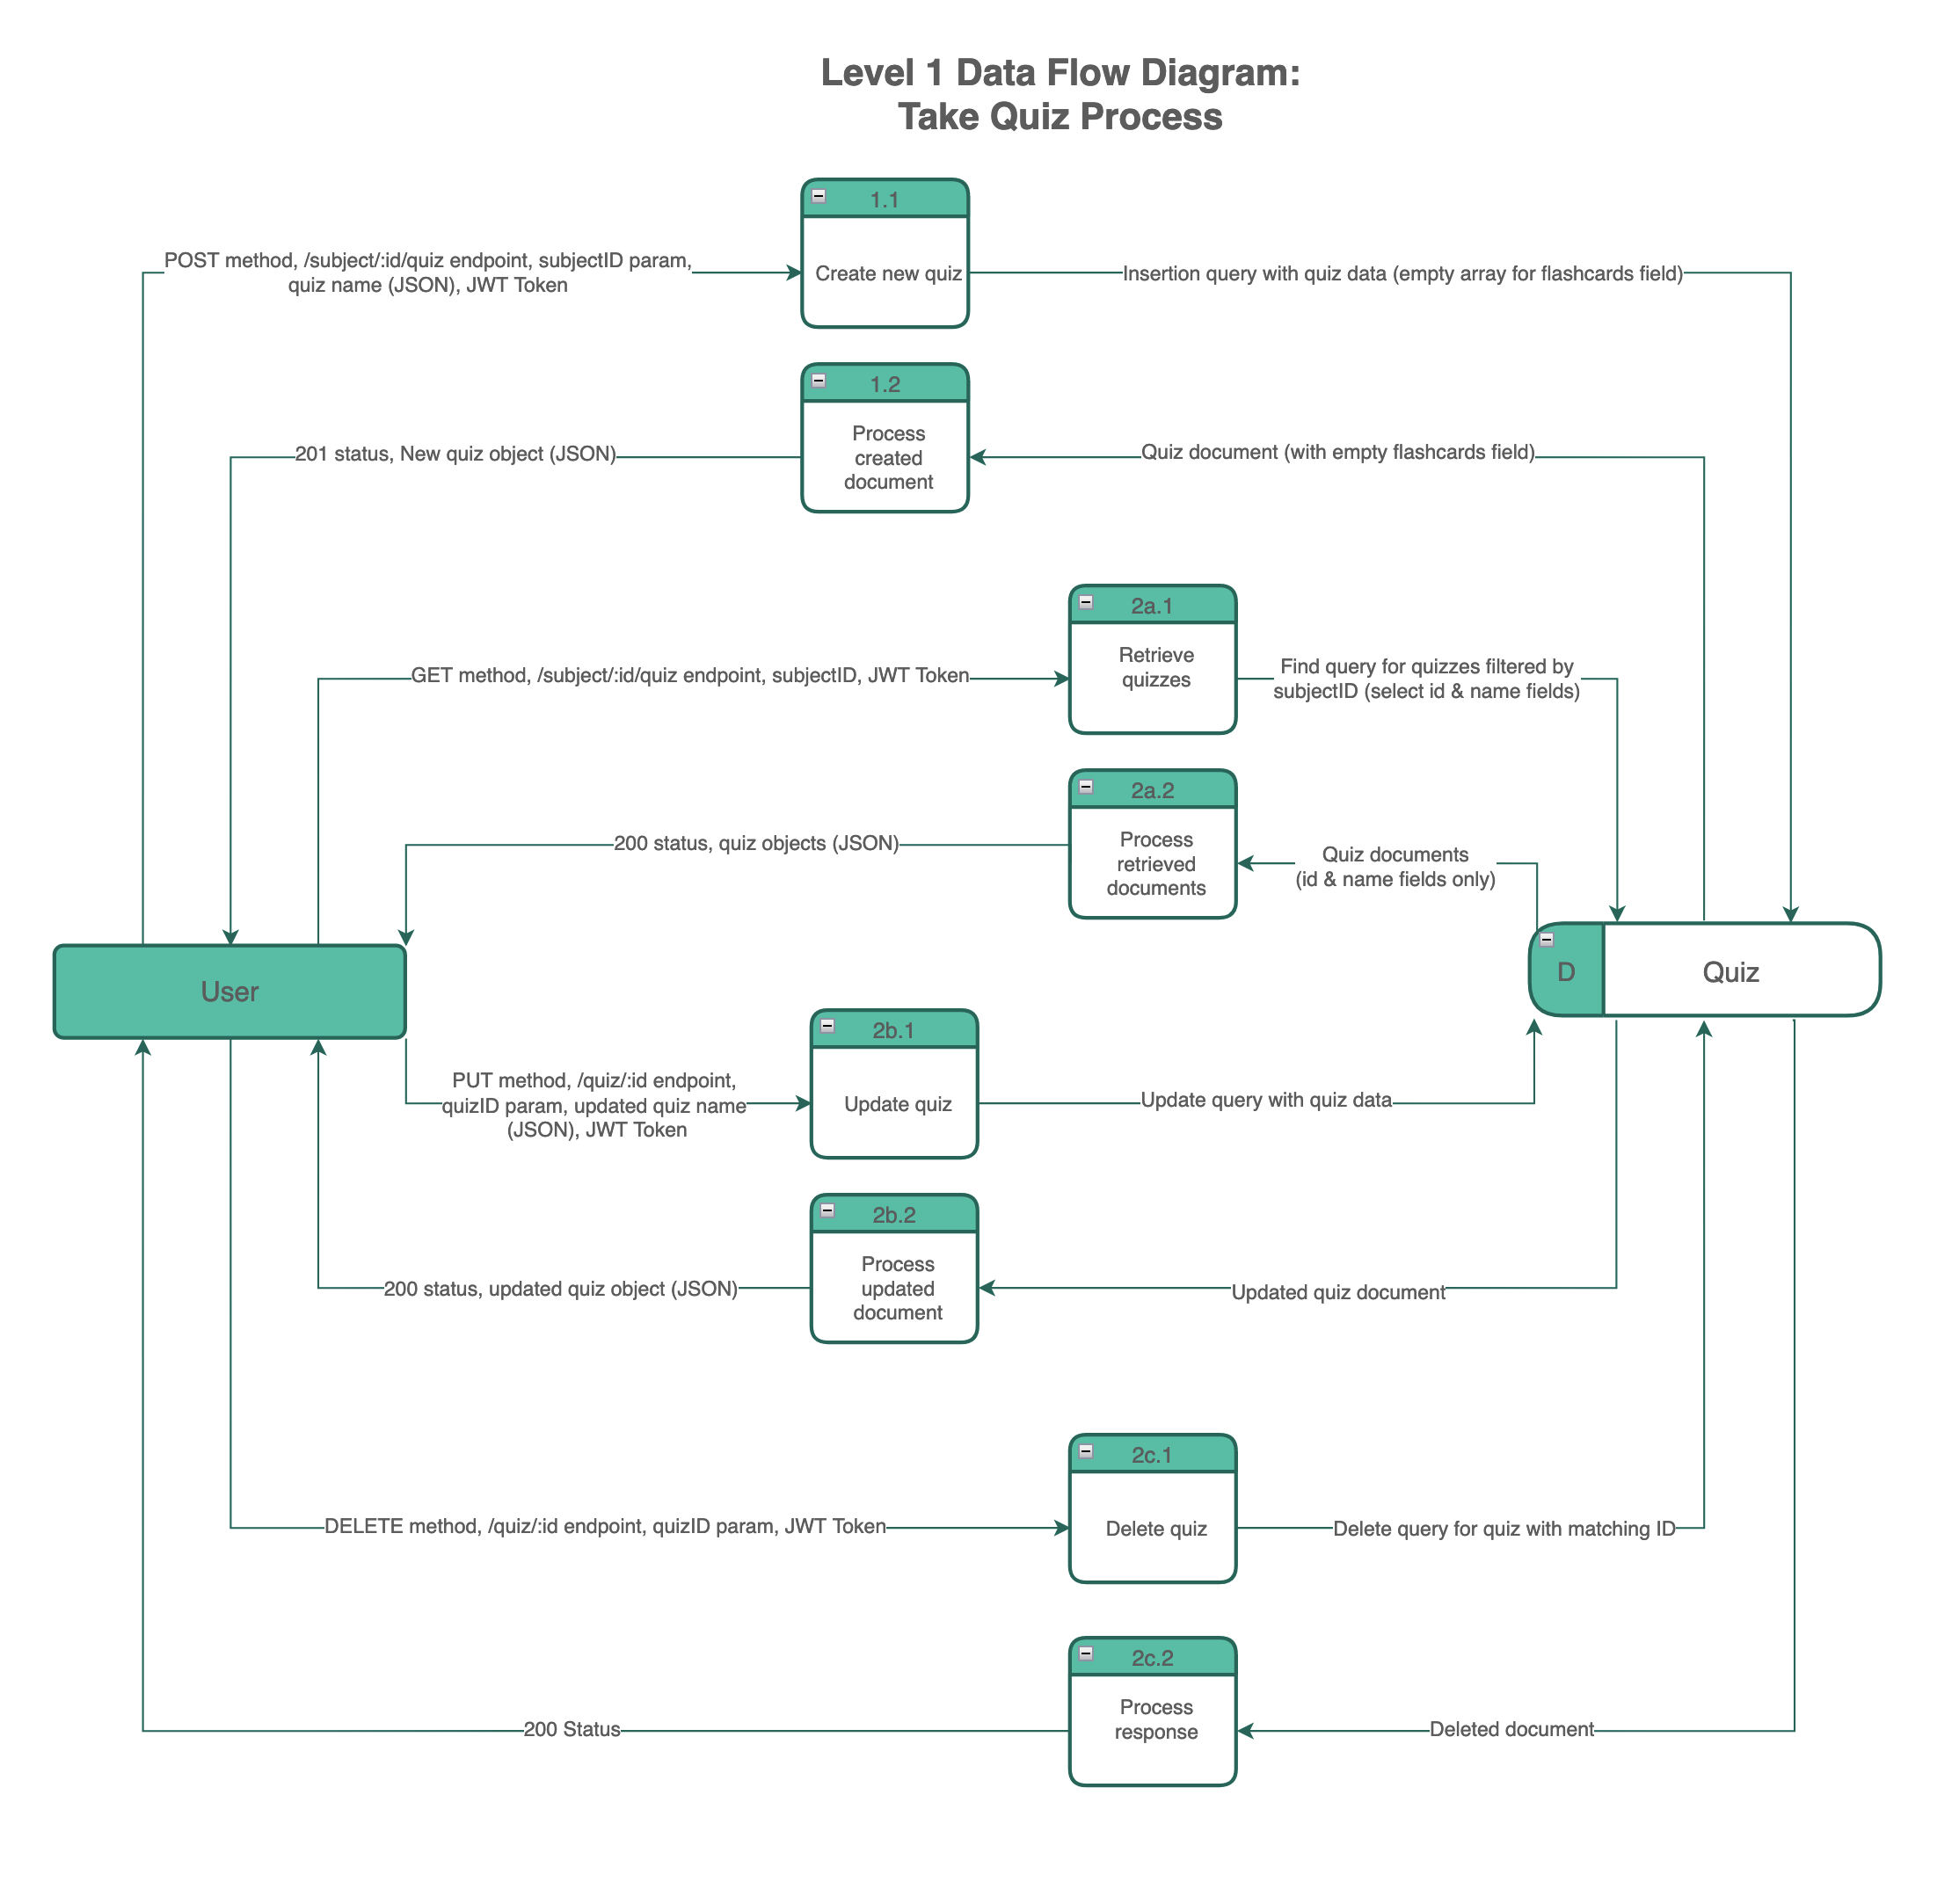 Level 1 Data Flow Diagram:
Take Quiz Process
1.1
POST method, /subject/:id/quiz endpoint, subjectID param,
quiz name (JSON), JWT Token
Create new quiz
Insertion query with quiz data (empty array for flashcards field)
1.2
201 status, New quiz object (JSON)
Process
created
document
Quiz document (with empty flashcards field)
2a.1
GET method, /subject/:id/quiz endpoint, subjectID, JWT Token
Retrieve
quizzes
Find query for quizzes filtered by
subjectID (select id & name fields)
2a.2
200 status, quiz objects (JSON)
Process
retrieved
documents
Quiz documents
(id & name fields only)
User
D
Quiz
2b.1
PUT method, /quiz/:id endpoint,
quizID param, updated quiz name
(JSON), JWT Token
Update quiz
Update query with quiz data
2b.2
200 status, updated quiz object (JSON)
Process
updated
document
Updated quiz document
2c.1
DELETE method, /quiz/:id endpoint, quizID param, JWT Token
Delete quiz
Delete query for quiz with matching ID
2c.2
200 Status
Process
response
Deleted document